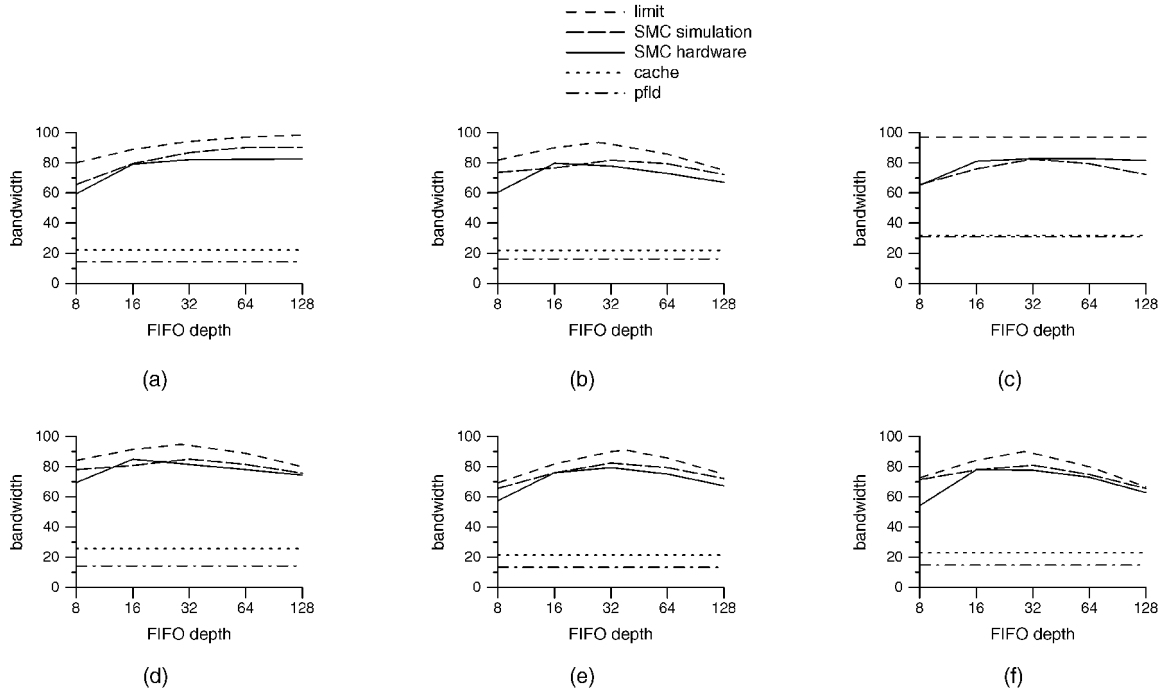 limit
SMC simulation
SMC hardware
cache
pfld
100
80
60
40
20
0
bandwidth
8 16 32 64 128
FIFO depth
(a)
100
80
60
40
20
0
bandwidth
8 16 32 64 128
FIFO depth
(b)
100
80
60
40
20
0
bandwidth
8 16 32 64 128
FIFO depth
(c)
100
80
60
40
20
0
bandwidth
8 16 32 64 128
FIFO depth
(d)
100
80
60
40
20
0
bandwidth
8 16 32 64 128
FIFO depth
(e)
100
80
60
40
20
0
bandwidth
8 16 32 64 128
FIFO depth
(f)